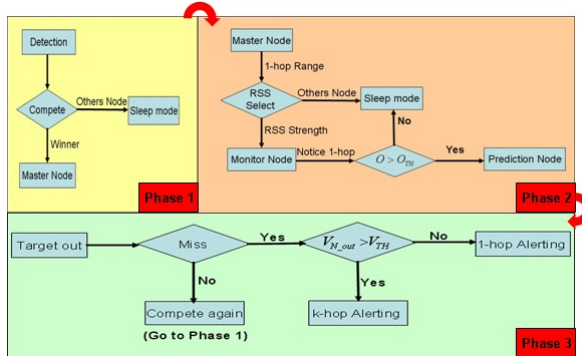 Detection
Compete
Others Node
Sleep mode
Winner
Master Node
Phase 1
Master Node
1-hop Range
RSS
Select
Others Node
Sleep mode
RSS Strength
No
Monitor Node
Notice 1-hop
O > O_TH
Yes
Prediction Node
Phase 2
Target out
Miss
Yes
V_N_out > V_TH
No
1-hop Alerting
No
Yes
Compete again
k-hop Alerting
(Go to Phase 1)
Phase 3